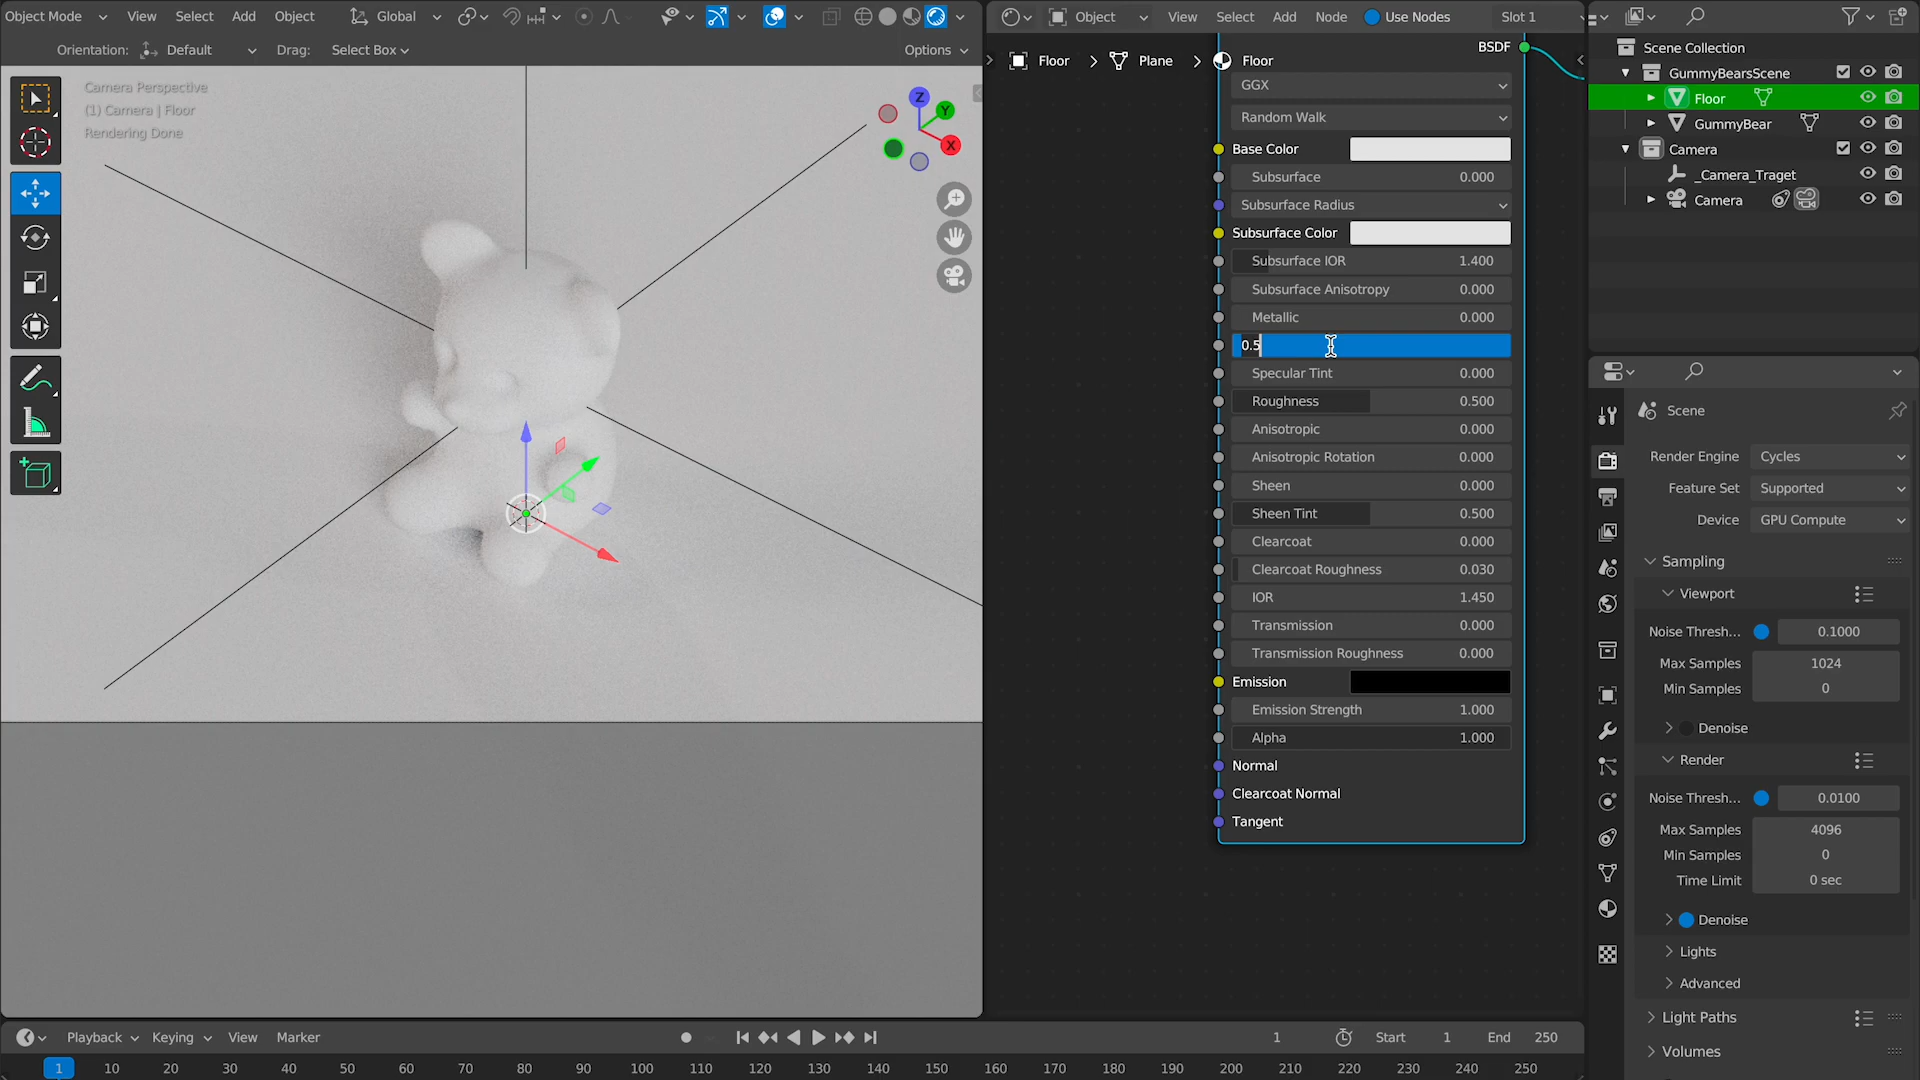 Object Mode View Select Add Object Global
Orientation: Default Drag: Select Box Options
Camera Perspective
(1) Camera | Floor
Rendering Done
Z
Y
X
Object View Select Add Node Use Nodes Slot 1
Floor Plane Floor
BSDF
GGX
Random Walk
Base Color
Subsurface 0.000
Subsurface Radius
Subsurface Color
Subsurface IOR 1.400
Subsurface Anisotropy 0.000
Metallic 0.000
0.5
Specular Tint 0.000
Roughness 0.500
Anisotropic 0.000
Anisotropic Rotation 0.000
Sheen 0.000
Sheen Tint 0.500
Clearcoat 0.000
Clearcoat Roughness 0.030
IOR 1.450
Transmission 0.000
Transmission Roughness 0.000
Emission
Emission Strength 1.000
Alpha 1.000
Normal
Clearcoat Normal
Tangent
Scene Collection
GummyBearsScene
Floor
GummyBear
Camera
_Camera_Traget
Camera
Scene
Render Engine Cycles
Feature Set Supported
Device GPU Compute
Sampling
Viewport
Noise Thresh... 0.1000
Max Samples 1024
Min Samples 0
Denoise
Render
Noise Thresh... 0.0100
Max Samples 4096
Min Samples 0
Time Limit 0 sec
Denoise
Lights
Advanced
Light Paths
Volumes
Playback Keying View Marker 1 Start 1 End 250
1 10 20 30 40 50 60 70 80 90 100 110 120 130 140 150 160 170 180 190 200 210 220 230 240 250